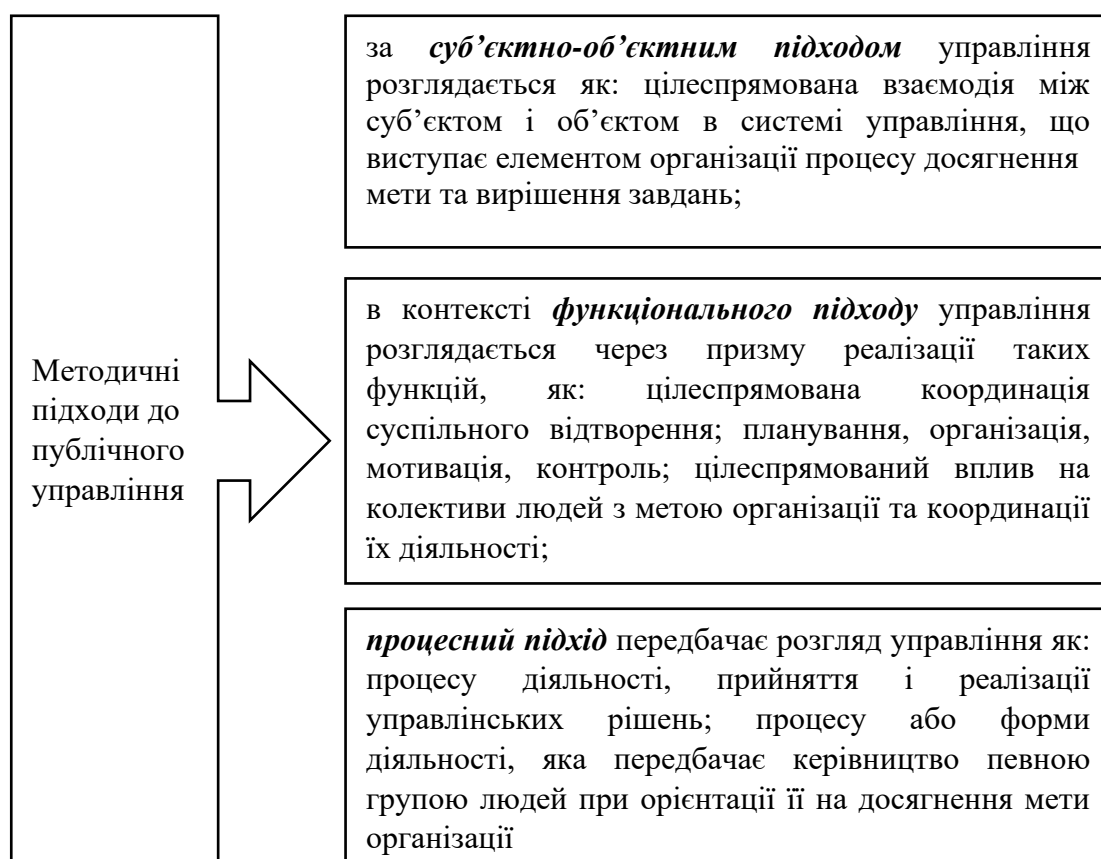 Методичні
підходи до
публічного
управління
за суб’єктно-об’єктним підходом управління
розглядається як: цілеспрямована взаємодія між
суб’єктом і об’єктом в системі управління, що
виступає елементом організації процесу досягнення
мети та вирішення завдань;
в контексті функціонального підходу управління
розглядається через призму реалізації таких
функцій, як: цілеспрямована координація
суспільного відтворення; планування, організація,
мотивація, контроль; цілеспрямований вплив на
колективи людей з метою організації та координації
їх діяльності;
процесний підхід передбачає розгляд управління як:
процесу діяльності, прийняття і реалізації
управлінських рішень; процесу або форми
діяльності, яка передбачає керівництво певною
групою людей при орієнтації її на досягнення мети
організації